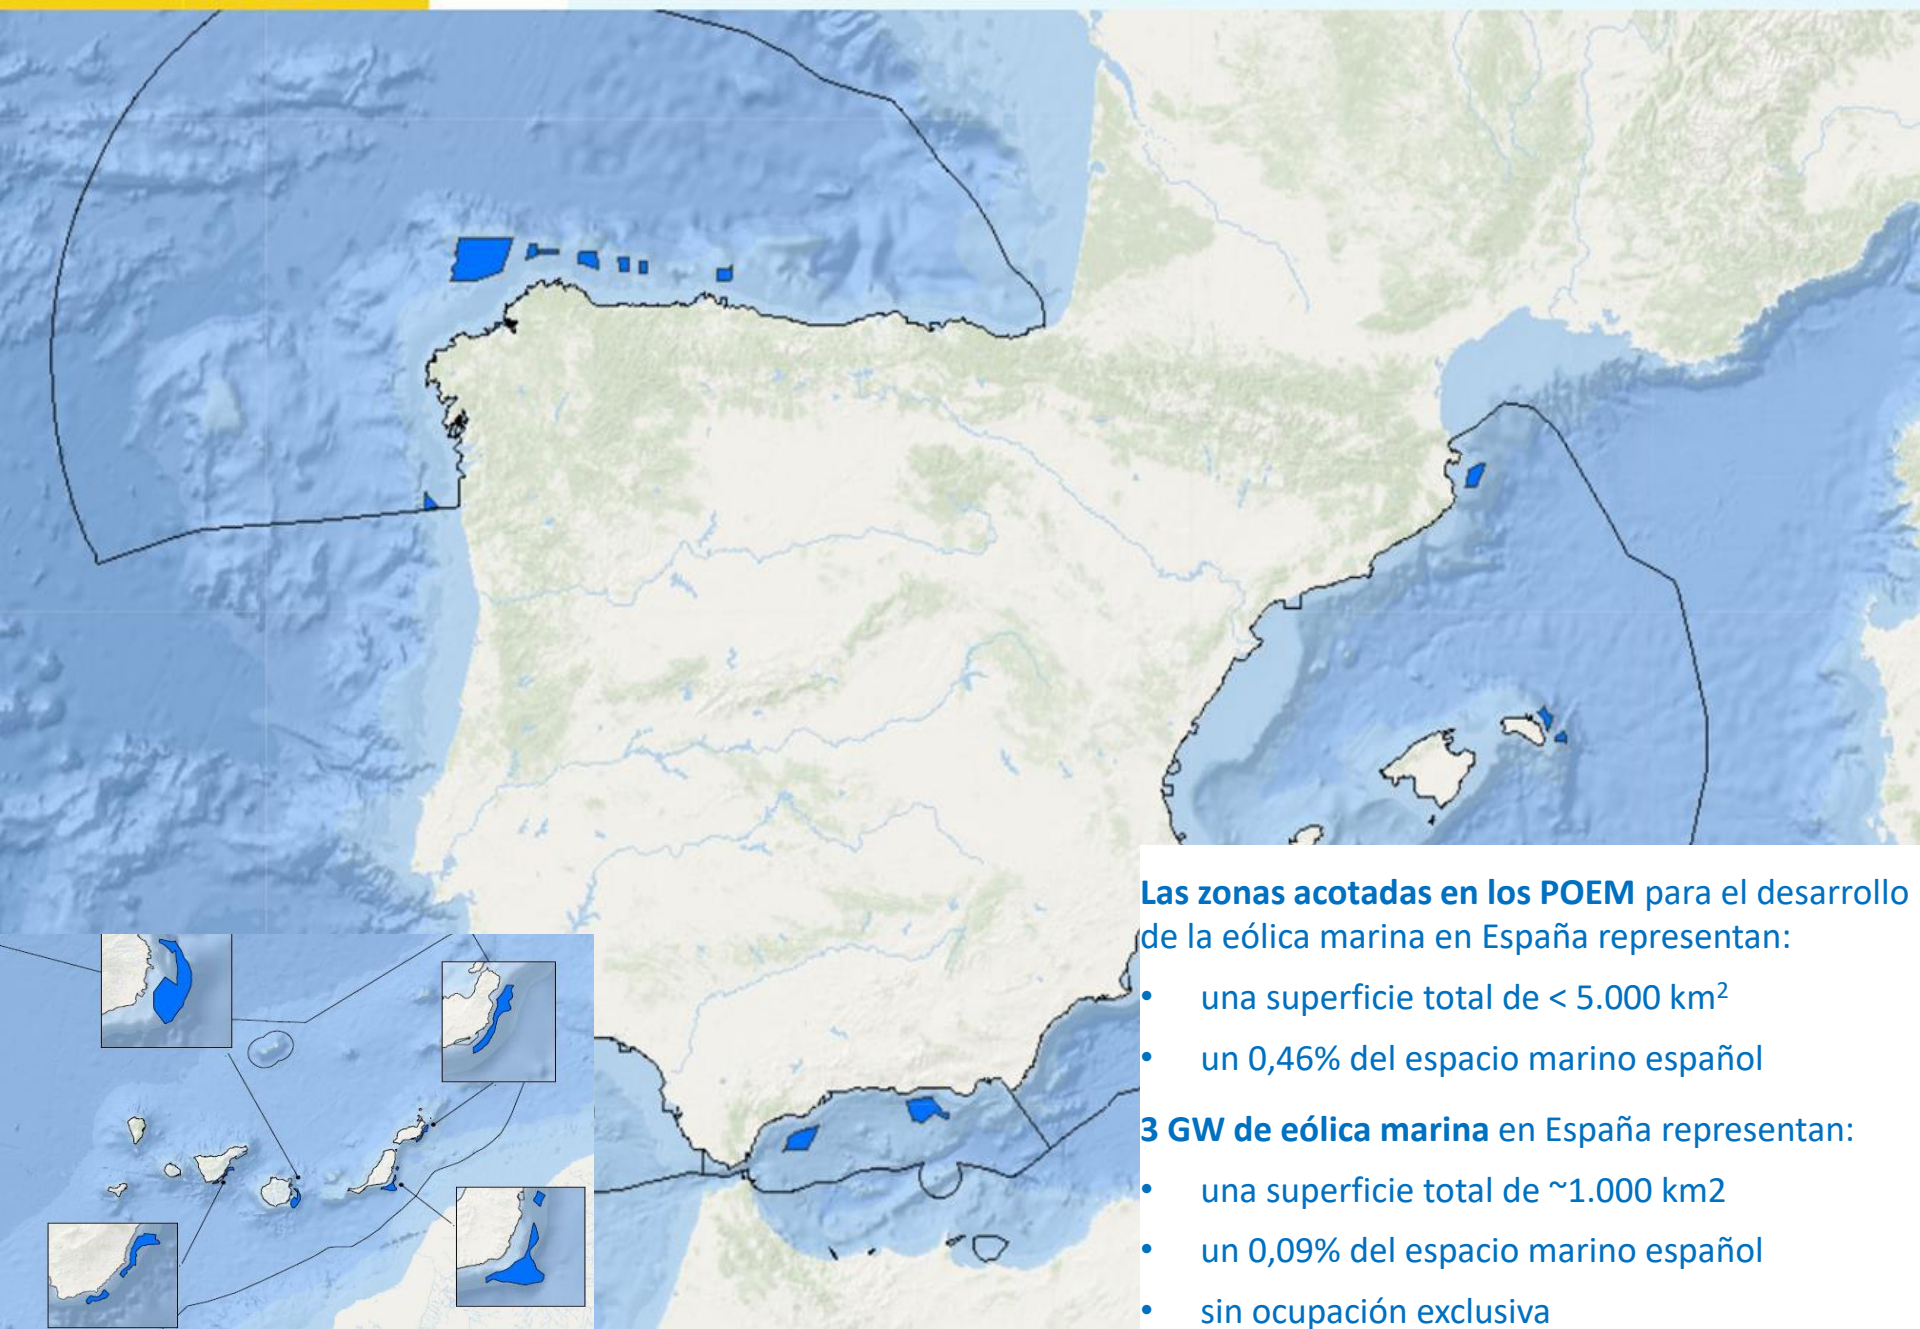 Las zonas acotadas en los POEM para el desarrollo
de la eólica marina en España representan:
• una superficie total de < 5.000 km²
• un 0,46% del espacio marino español
3 GW de eólica marina en España representan:
• una superficie total de ~1.000 km2
• un 0,09% del espacio marino español
• sin ocupación exclusiva